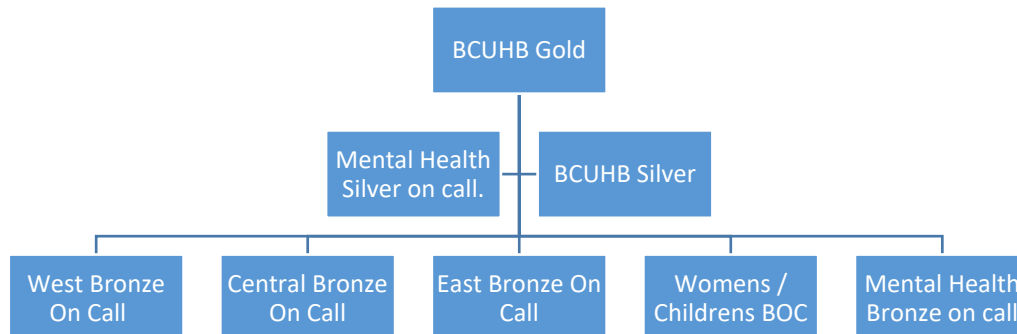 BCUHB Gold
Mental Health
Silver on call.
BCUHB Silver
West Bronze
On Call
Central Bronze
On Call
East Bronze On
Call
Womens /
Childrens BOC
Mental Health
Bronze on call